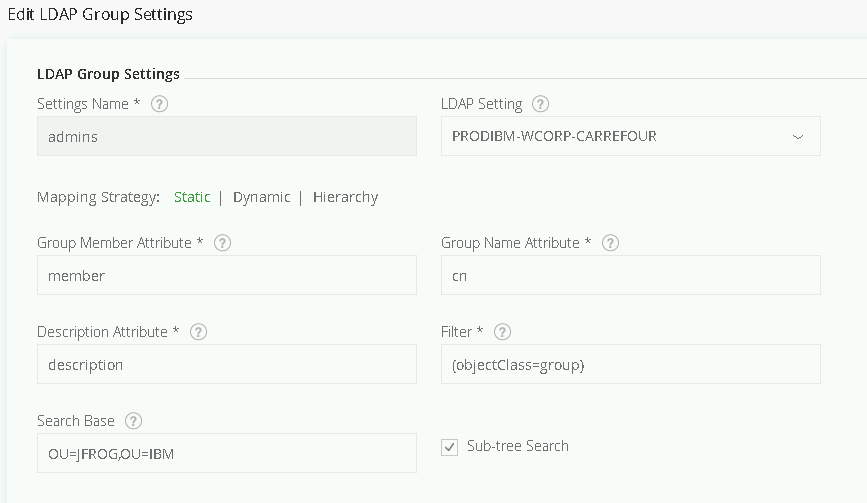 Edit LDAP Group Settings
LDAP Group Settings
Settings Name * ?
LDAP Setting ?
admins
PRODIBM-WCORP-CARREFOUR
Mapping Strategy: Static | Dynamic | Hierarchy
Group Member Attribute * ?
Group Name Attribute * ?
member
cn
Description Attribute * ?
Filter * ?
description
(objectClass=group)
Search Base ?
OU=JFROG,OU=IBM
Sub-tree Search